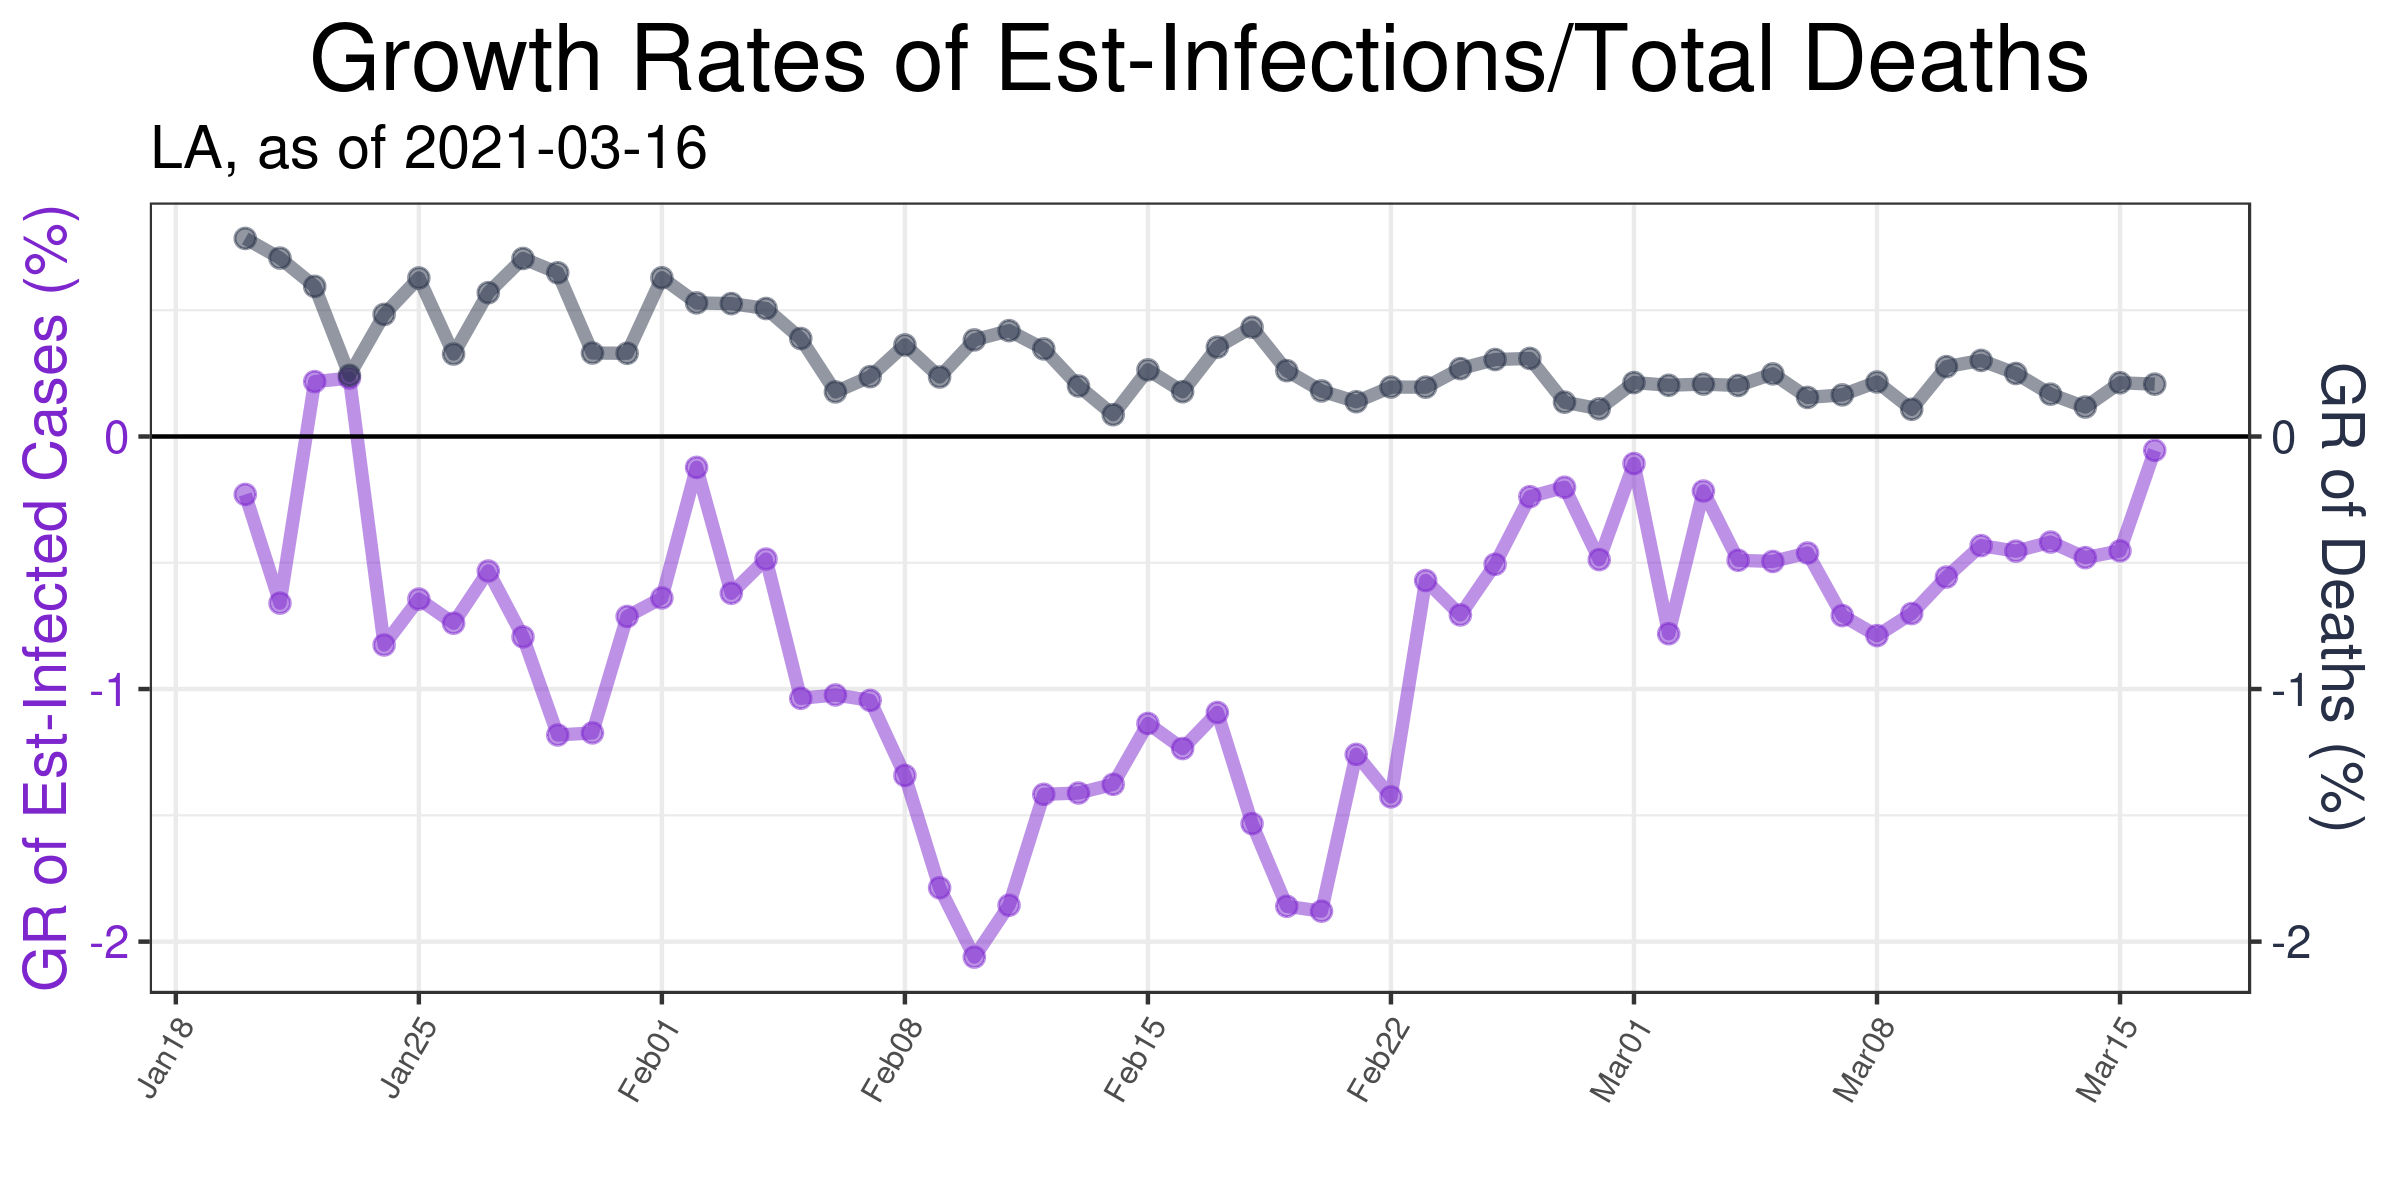 Growth Rates of Est-Infections/Total Deaths
LA, as of 2021-03-16
GR of Est-Infected Cases (%)
0
-1
-2
0
-1
-2
GR of Deaths (%)
Jan18
Jan25
Feb01
Feb08
Feb15
Feb22
Mar01
Mar08
Mar15